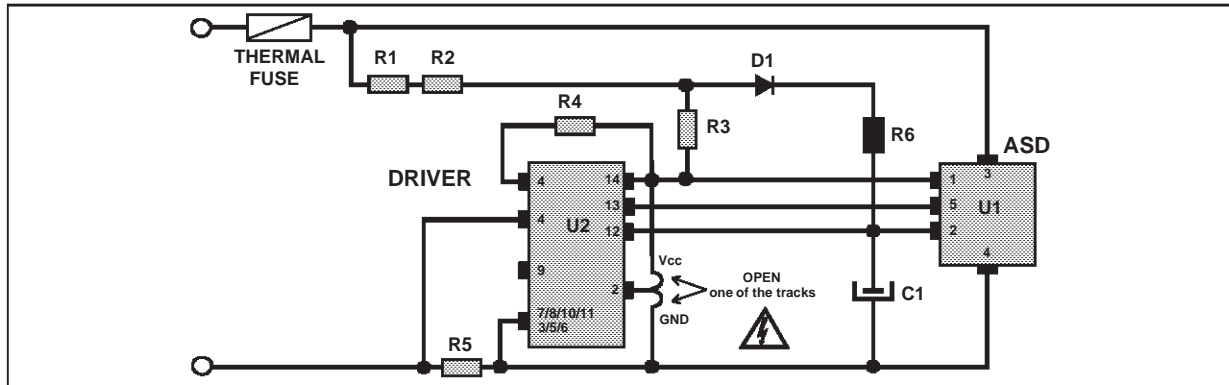 THERMAL
FUSE
R1
R2
D1
R4
R3
R6
ASD
DRIVER
4
14
1
3
4
13
U2
5
U1
12
2
9
4
Vcc
2
OPEN
one of the tracks
C1
GND
7/8/10/11
3/5/6
R5